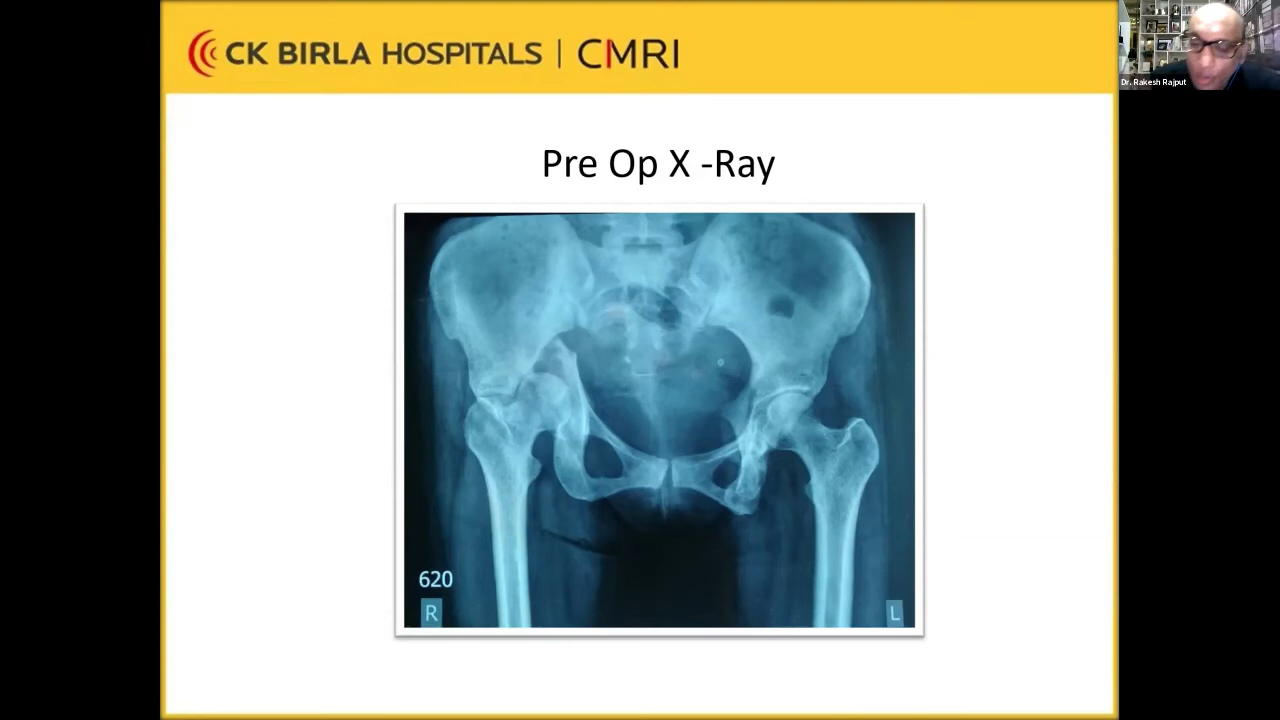 CK BIRLA HOSPITALS | CMRI
Dr. Rakesh Rajput
Pre Op X -Ray
620
R
L